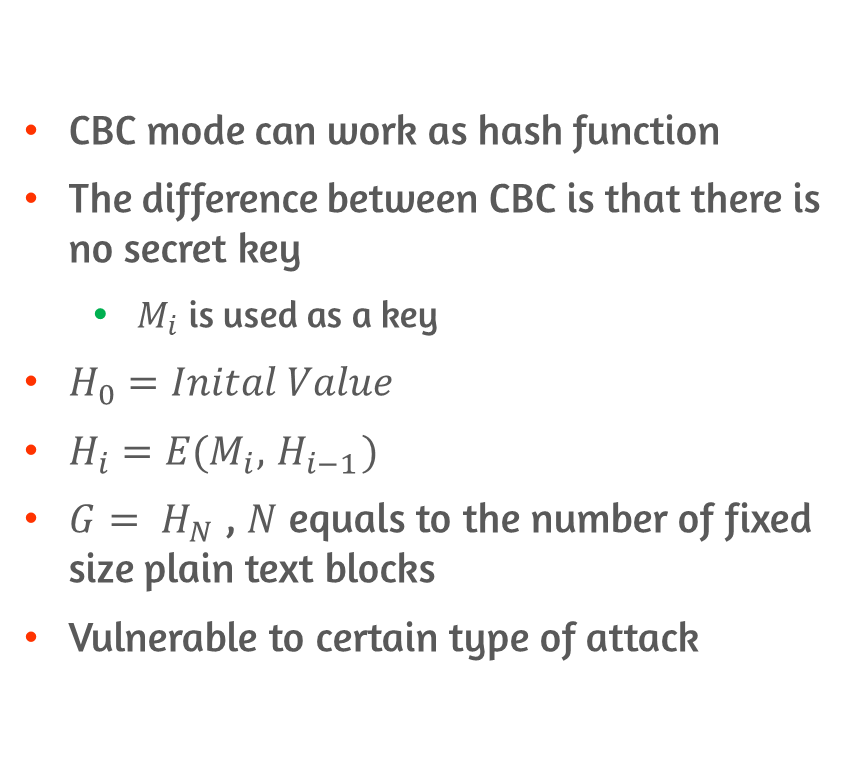 • CBC mode can work as hash function
• The difference between CBC is that there is
no secret key
• M_i is used as a key
• H_0 = Inital Value
• H_i = E(M_i, H_{i−1})
• G = H_N , N equals to the number of fixed
size plain text blocks
• Vulnerable to certain type of attack